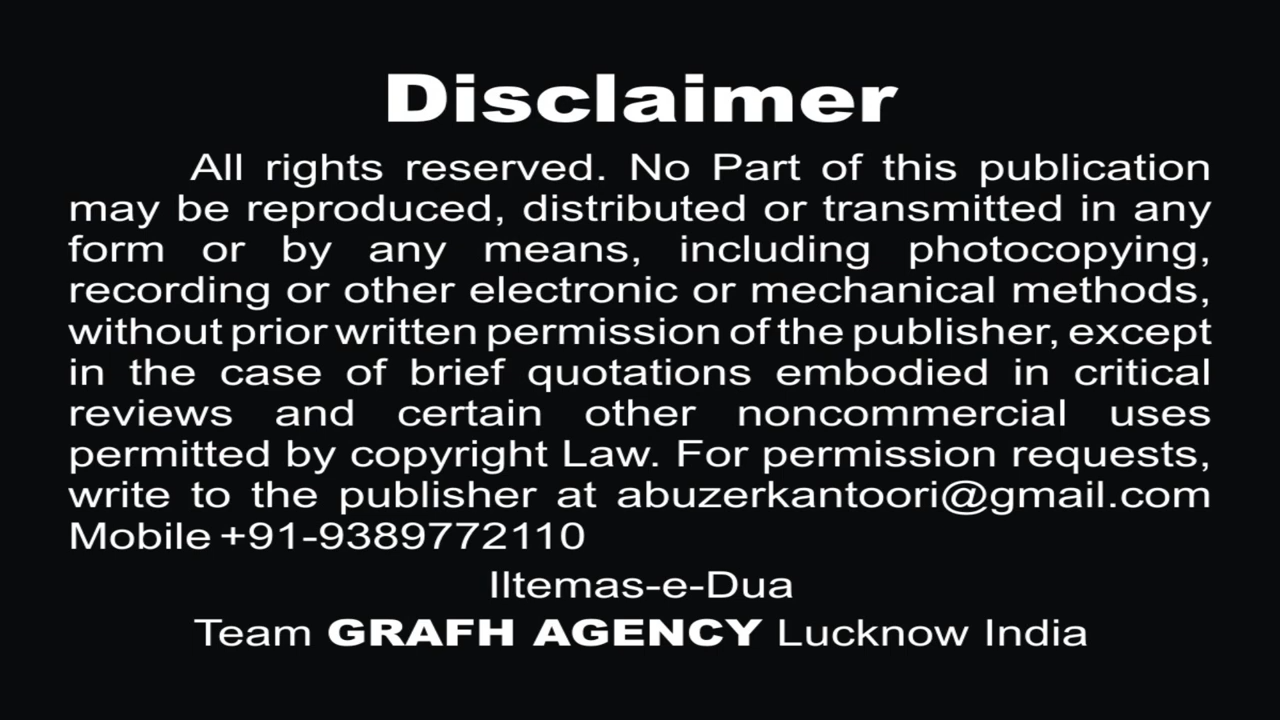 Disclaimer
All rights reserved. No Part of this publication
may be reproduced, distributed or transmitted in any
form or by any means, including photocopying,
recording or other electronic or mechanical methods,
without prior written permission of the publisher, except
in the case of brief quotations embodied in critical
reviews and certain other noncommercial uses
permitted by copyright Law. For permission requests,
write to the publisher at abuzerkantoori@gmail.com
Mobile +91-9389772110
IItemas-e-Dua
Team GRAFH AGENCY Lucknow India